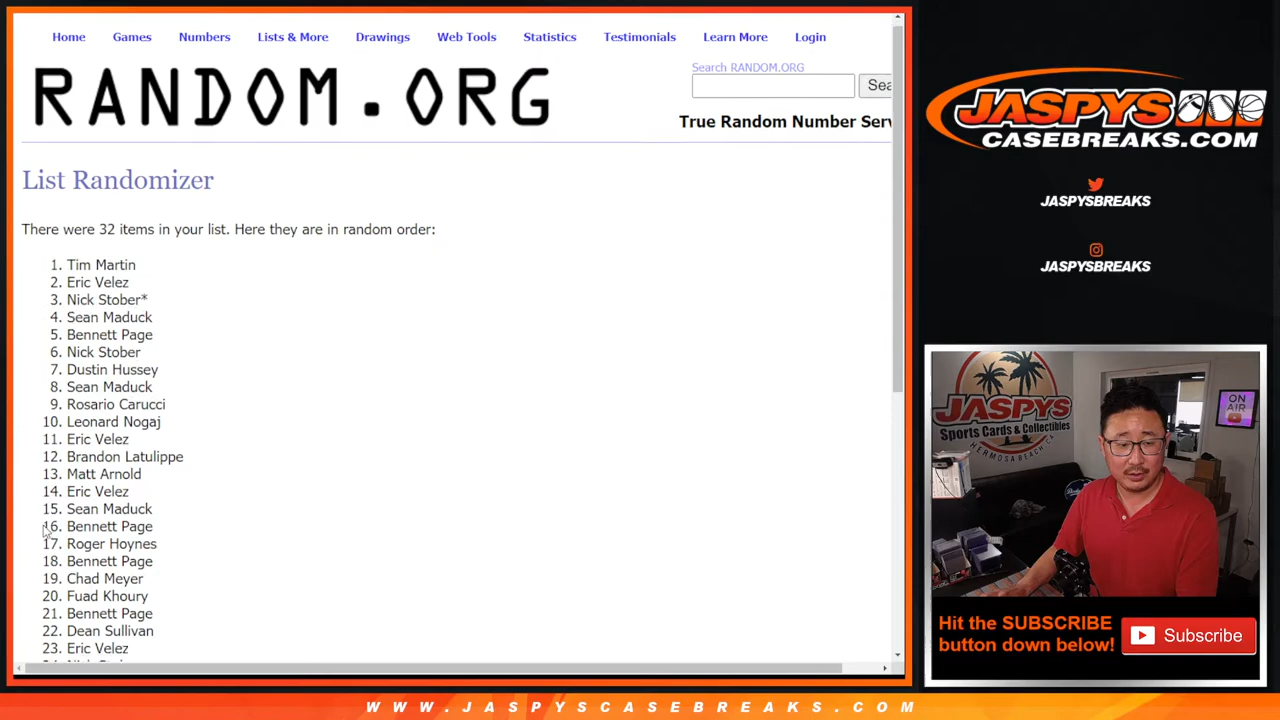 Home Games Numbers Lists & More Drawings Web Tools Statistics Testimonials Learn More Login
RANDOM.ORG
Search RANDOM.ORG
Sea
True Random Number Serv
List Randomizer
There were 32 items in your list. Here they are in random order:
1. Tim Martin
2. Eric Velez
3. Nick Stober*
4. Sean Maduck
5. Bennett Page
6. Nick Stober
7. Dustin Hussey
8. Sean Maduck
9. Rosario Carucci
10. Leonard Nogaj
11. Eric Velez
12. Brandon Latulippe
13. Matt Arnold
14. Eric Velez
15. Sean Maduck
16. Bennett Page
17. Roger Hoynes
18. Bennett Page
19. Chad Meyer
20. Fuad Khoury
21. Bennett Page
22. Dean Sullivan
23. Eric Velez
JASPYS
CASEBREAKS.COM
JASPYSBREAKS
JASPYSBREAKS
JASPYS
Sports Cards & Collectibles
HERMOSA BEACH, CA
ON AIR
Hit the SUBSCRIBE
button down below!
Subscribe
WWW.JASPYSCASEBREAKS.COM